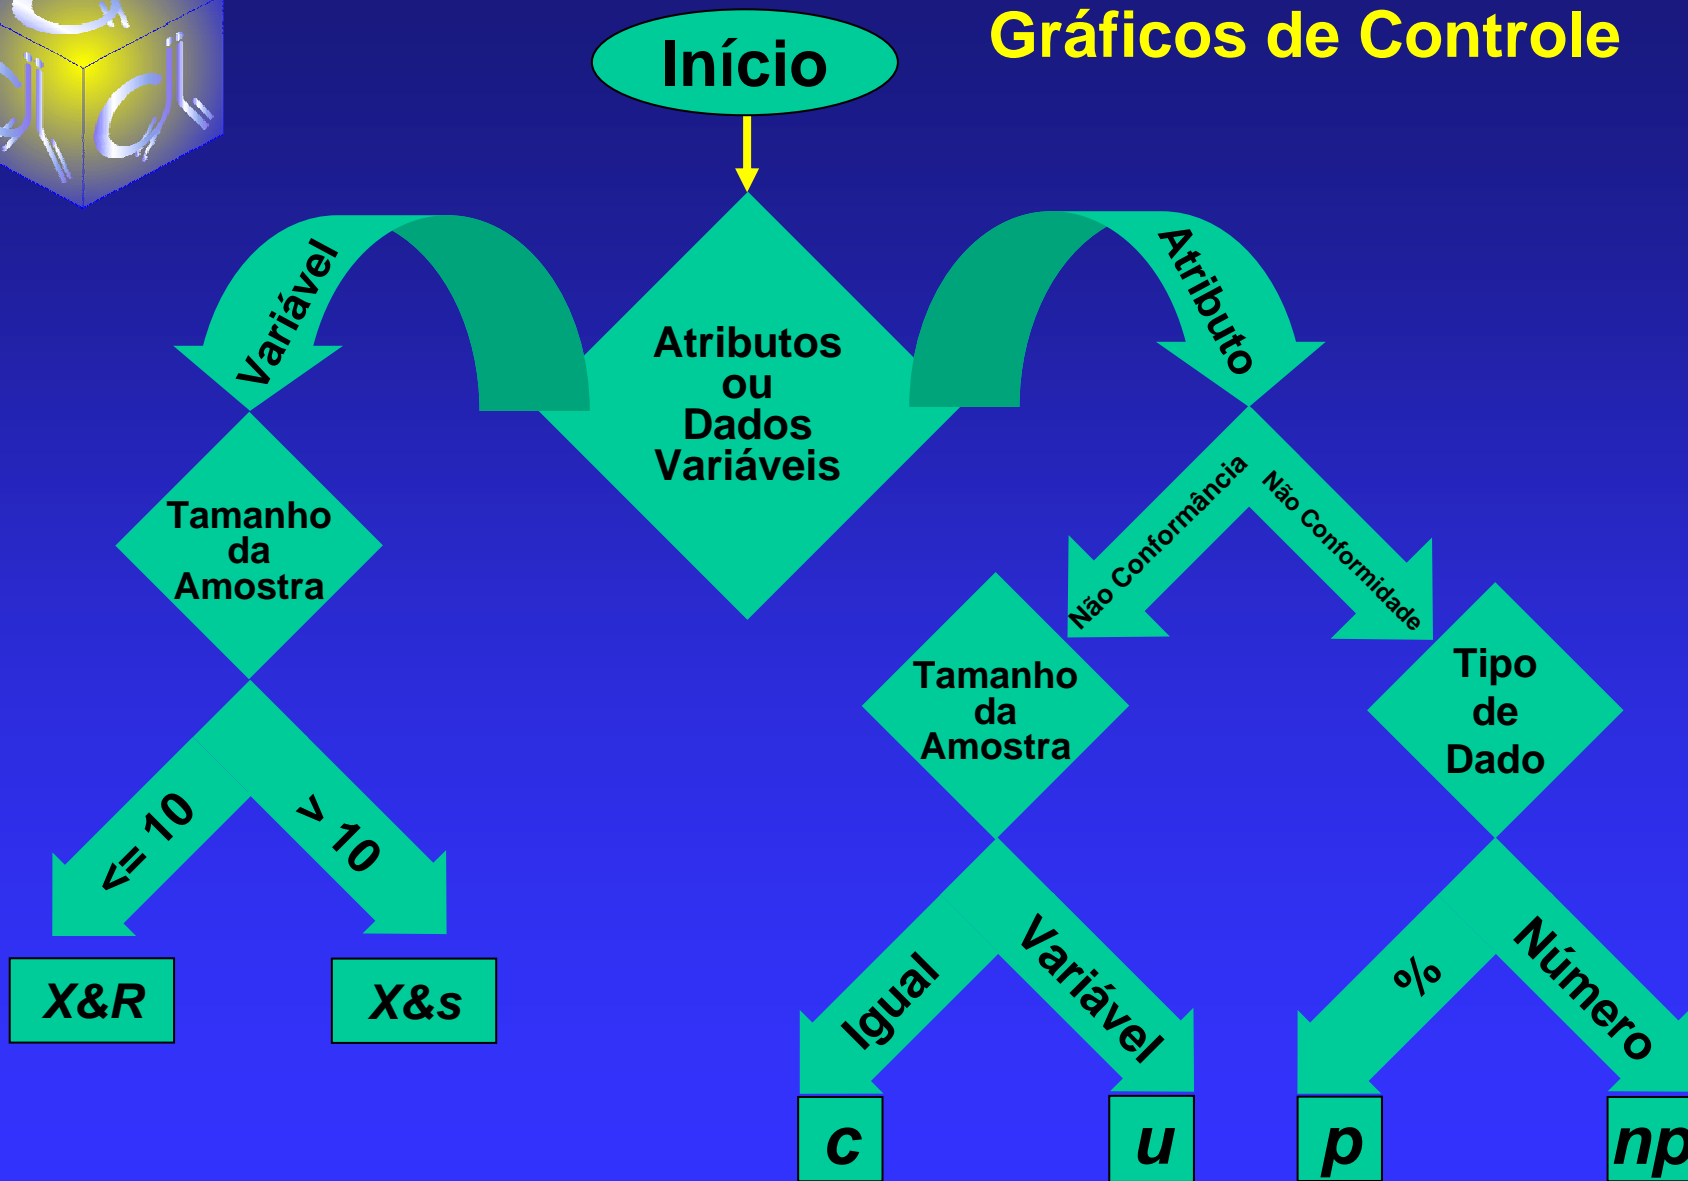 Gráficos de Controle
Início
Variável
Atributo
Atributos
ou
Dados
Variáveis
Não Conformância
Não Conformidade
Tamanho
da
Amostra
Tamanho
da
Amostra
Tipo
de
Dado
<= 10
> 10
Igual
Variável
%
Número
X&R
X&s
c
u
p
np